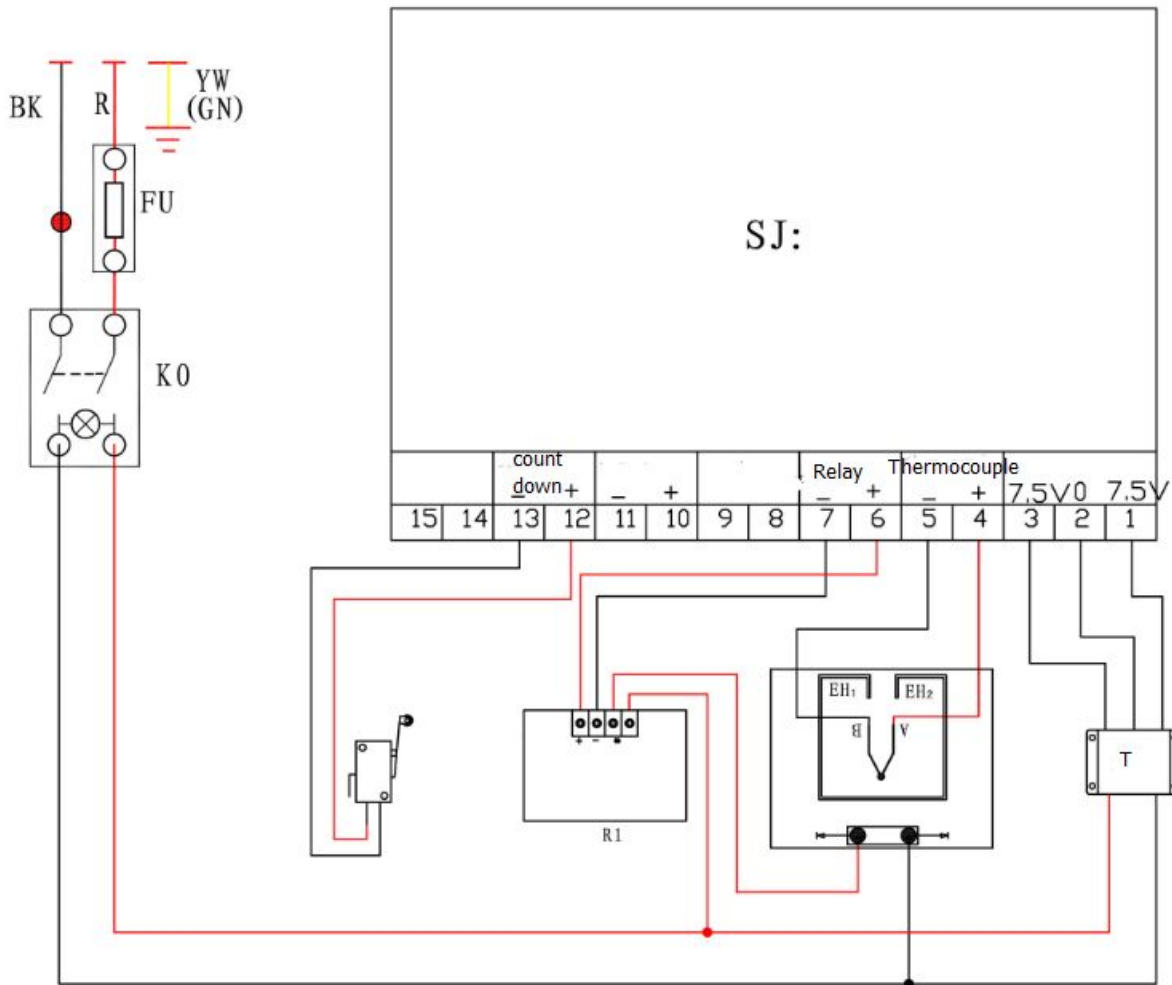 BK
R
YW
(GN)
FU
SJ:
K0
count
down
− +
− +
Relay
− +
Thermocouple
− +
7.5V 0 7.5V
15 14 13 12 11 10 9 8 7 6 5 4 3 2 1
EH1 EH2
B A
+ −
T
R1